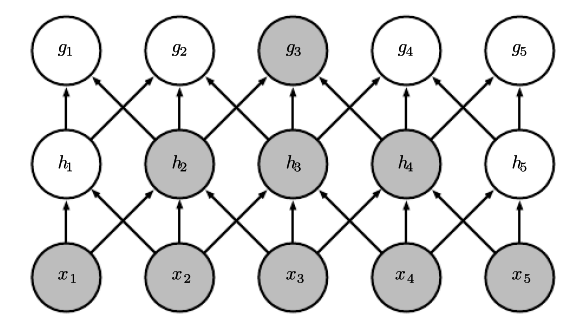 g₁ g₂ g₃ g₄ g₅
h₁ h₂ h₃ h₄ h₅
x₁ x₂ x₃ x₄ x₅